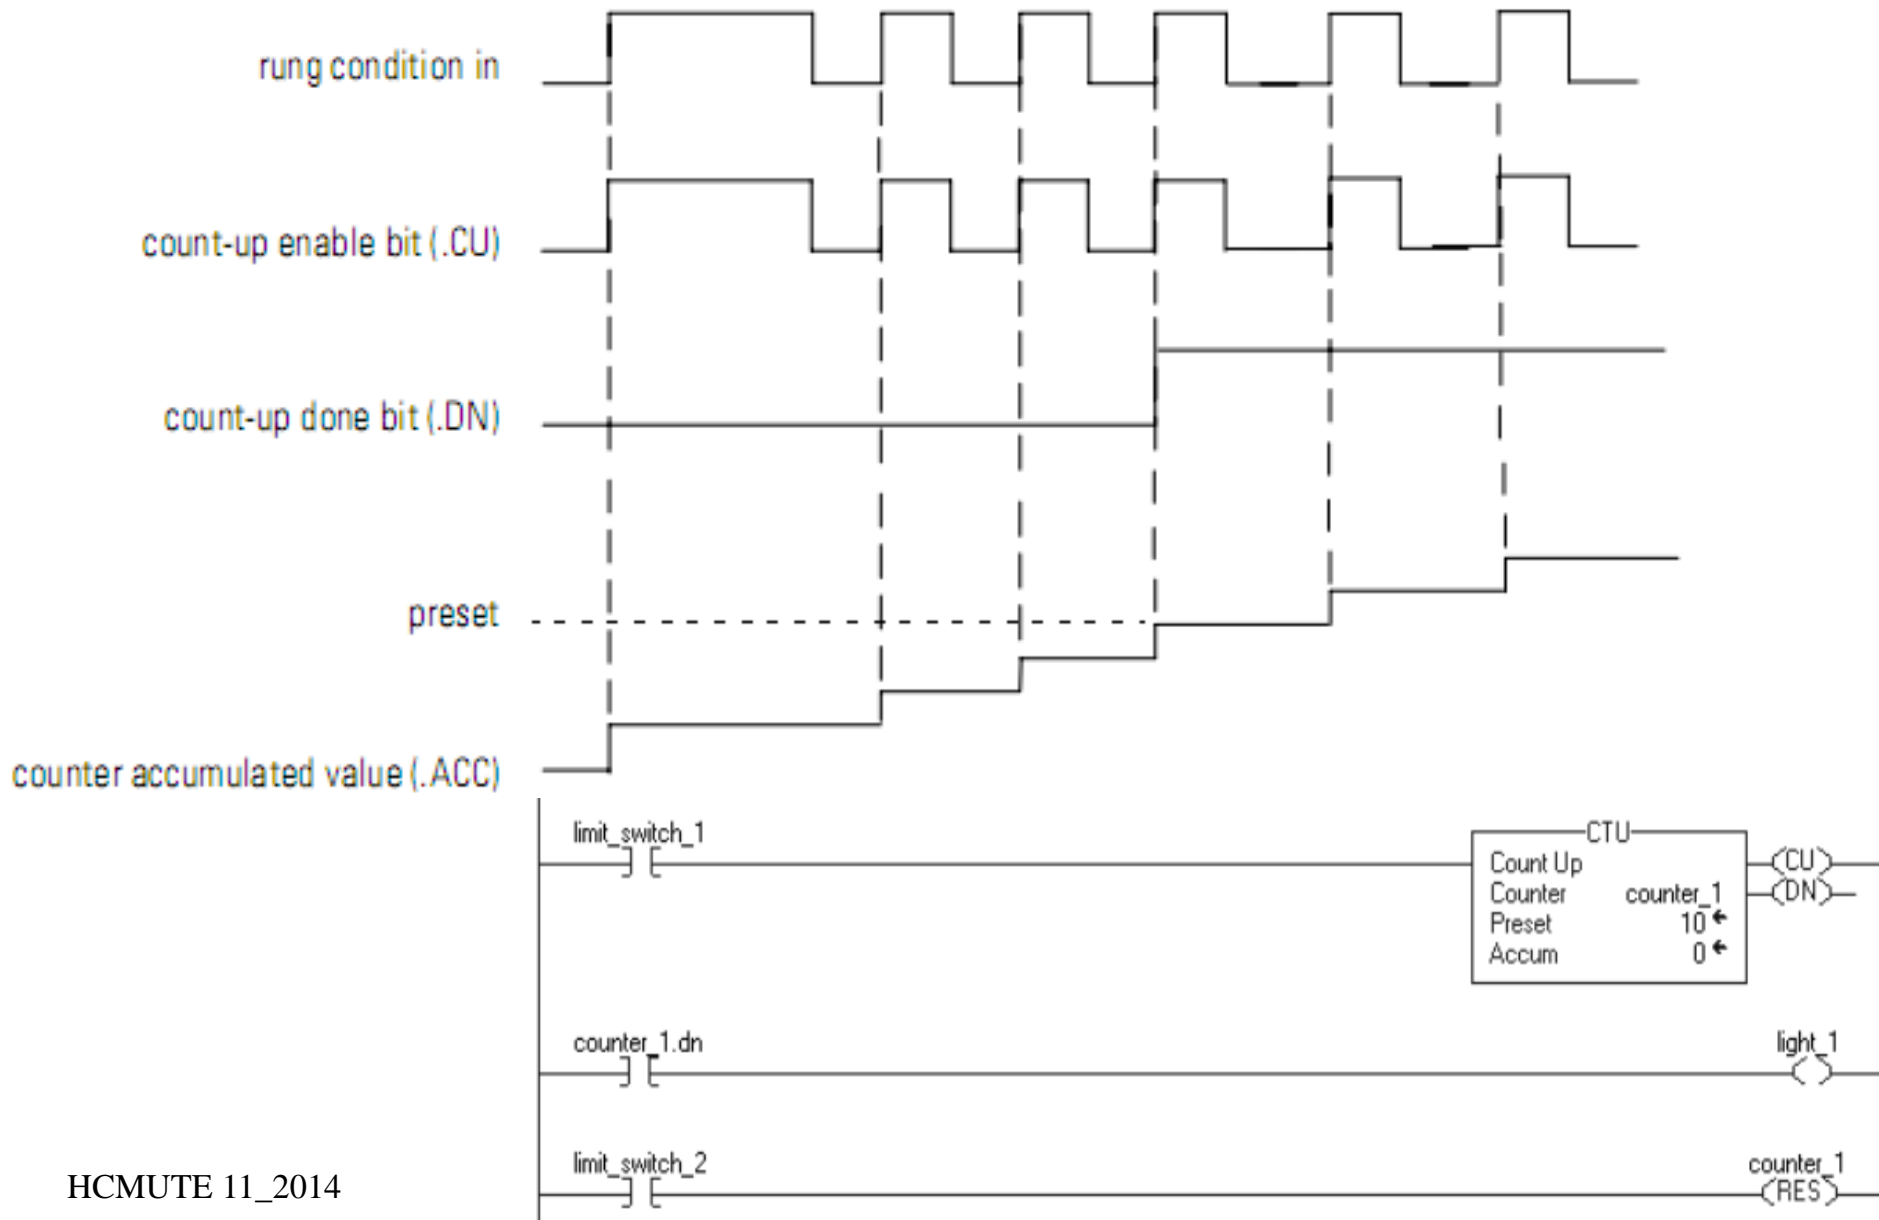 rung condition in
count-up enable bit (.CU)
count-up done bit (.DN)
preset
counter accumulated value (.ACC)
limit_switch_1
CTU
Count Up
Counter counter_1
Preset 10
Accum 0
CU
DN
counter_1.dn
light_1
limit_switch_2
counter_1
RES
HCMUTE 11_2014